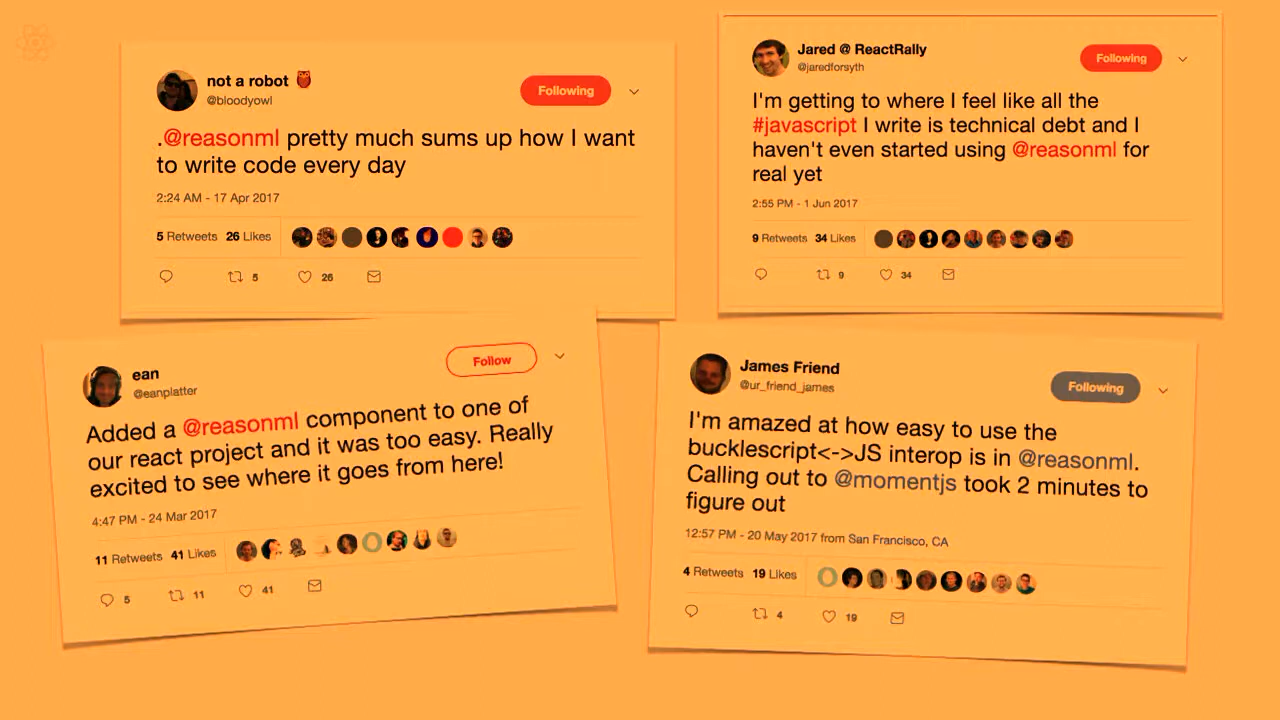 not a robot
@bloodyowl
Following
.@reasonml pretty much sums up how I want
to write code every day
2:24 AM - 17 Apr 2017
5 Retweets 26 Likes
5 26
Jared @ ReactRally
@jaredforsyth
Following
I'm getting to where I feel like all the
#javascript I write is technical debt and I
haven't even started using @reasonml for
real yet
2:55 PM - 1 Jun 2017
9 Retweets 34 Likes
9 34
ean
@eanplatter
Follow
Added a @reasonml component to one of
our react project and it was too easy. Really
excited to see where it goes from here!
4:47 PM - 24 Mar 2017
11 Retweets 41 Likes
5 11 41
James Friend
@ur_friend_james
Following
I'm amazed at how easy to use the
bucklescript<->JS interop is in @reasonml.
Calling out to @momentjs took 2 minutes to
figure out
12:57 PM - 20 May 2017 from San Francisco, CA
4 Retweets 19 Likes
4 19